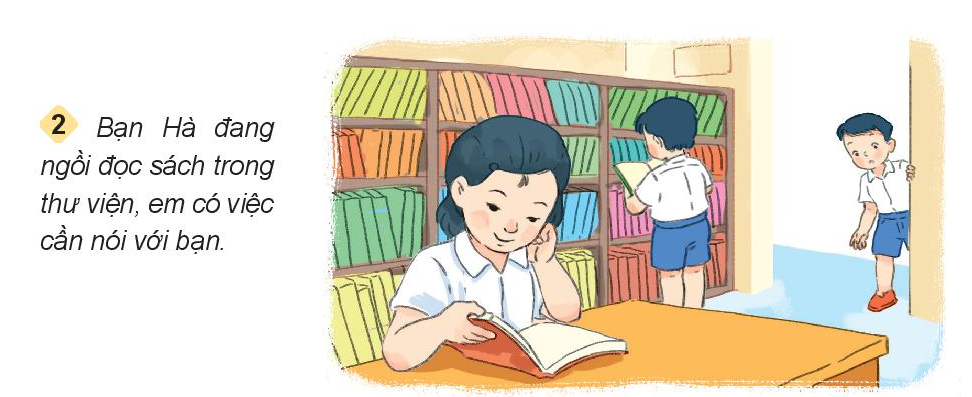 2 Bạn Hà đang
ngồi đọc sách trong
thư viện, em có việc
cần nói với bạn.